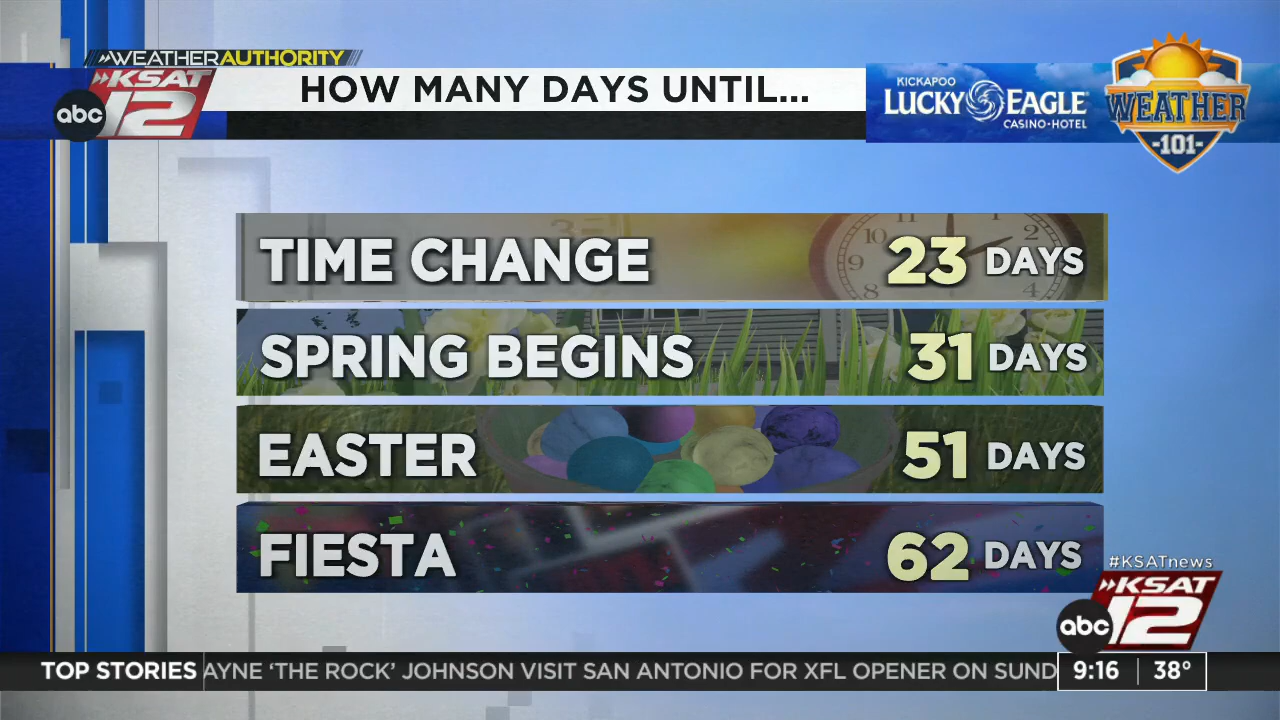 WEATHERAUTHORITY
KSAT
abc 12
HOW MANY DAYS UNTIL...
KICKAPOO
LUCKY EAGLE
CASINO•HOTEL
WEATHER
-101-
TIME CHANGE 23 DAYS
SPRING BEGINS 31 DAYS
EASTER 51 DAYS
FIESTA 62 DAYS
#KSATnews
KSAT
abc 12
TOP STORIES AYNE ‘THE ROCK’ JOHNSON VISIT SAN ANTONIO FOR XFL OPENER ON SUND 9:16 38°